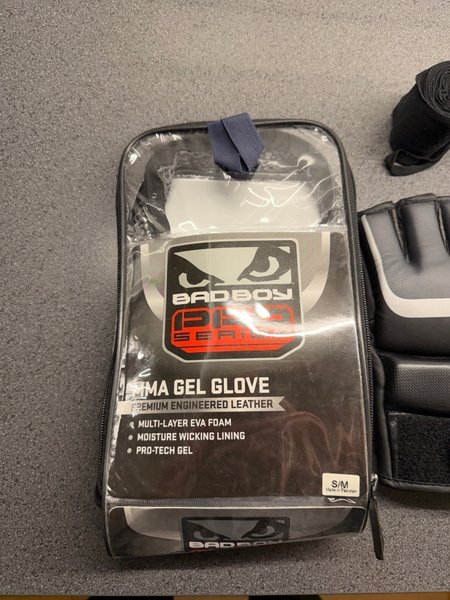 BAD BOY
PRO
SERIES
MMA GEL GLOVE
PREMIUM ENGINEERED LEATHER
• MULTI-LAYER EVA FOAM
• MOISTURE WICKING LINING
• PRO-TECH GEL
S/M
Made in Pakistan
BAD BOY